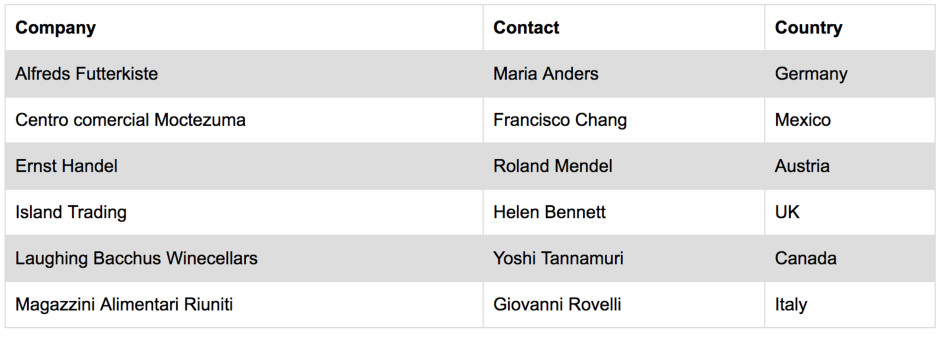 Company Contact Country
Alfreds Futterkiste Maria Anders Germany
Centro comercial Moctezuma Francisco Chang Mexico
Ernst Handel Roland Mendel Austria
Island Trading Helen Bennett UK
Laughing Bacchus Winecellars Yoshi Tannamuri Canada
Magazzini Alimentari Riuniti Giovanni Rovelli Italy